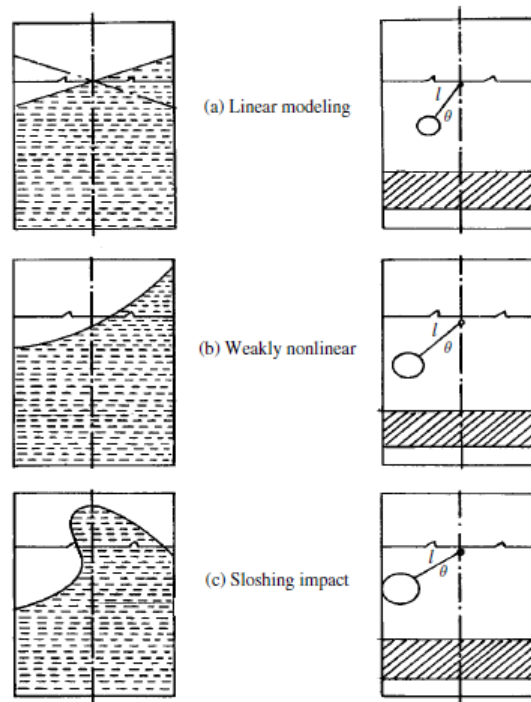 (a) Linear modeling
l
θ
(b) Weakly nonlinear
l
θ
(c) Sloshing impact
l
θ